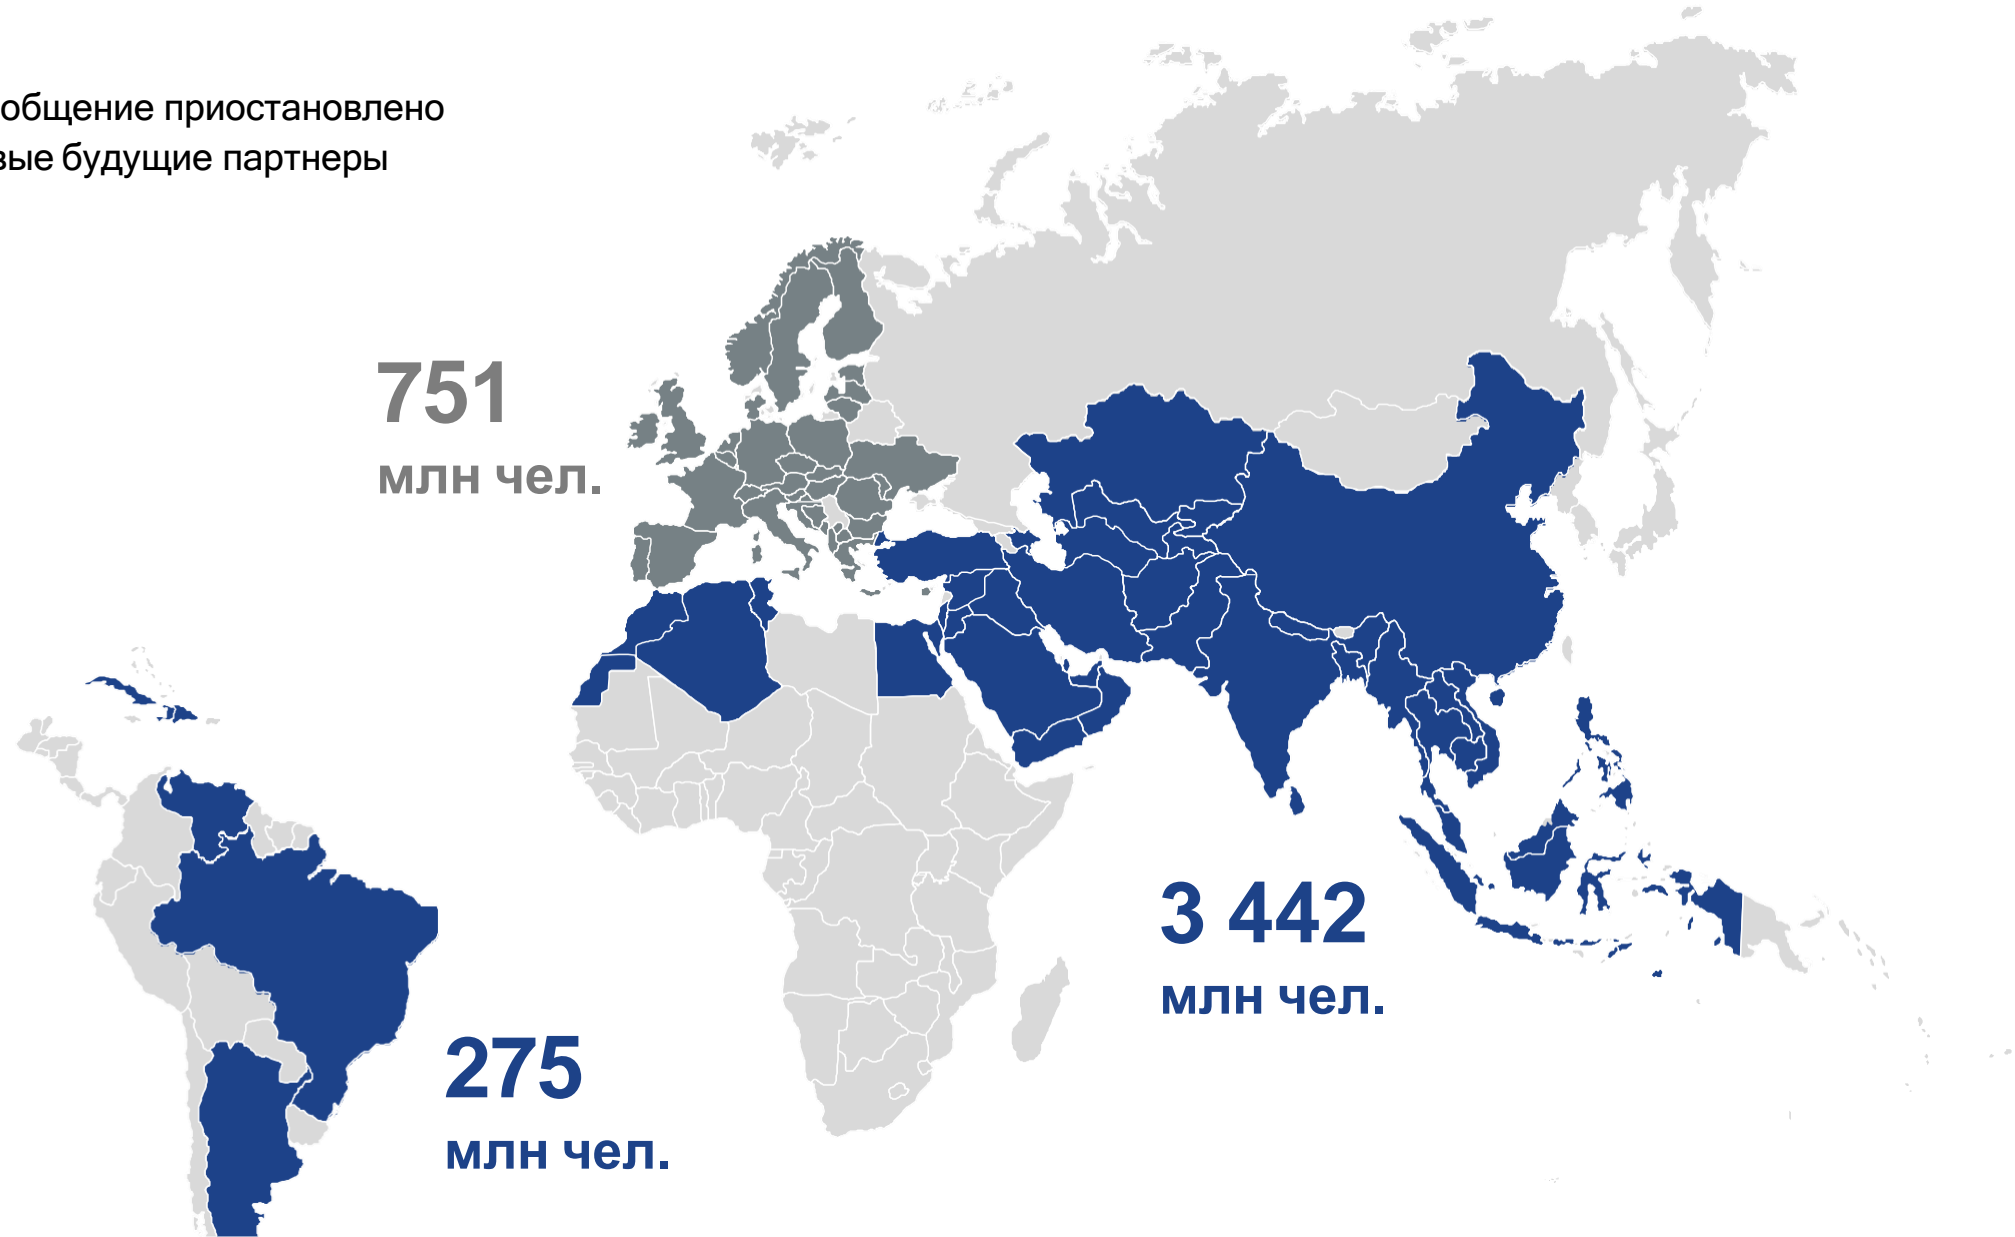 общение приостановлено
вые будущие партнеры
751
млн чел.
3 442
млн чел.
275
млн чел.